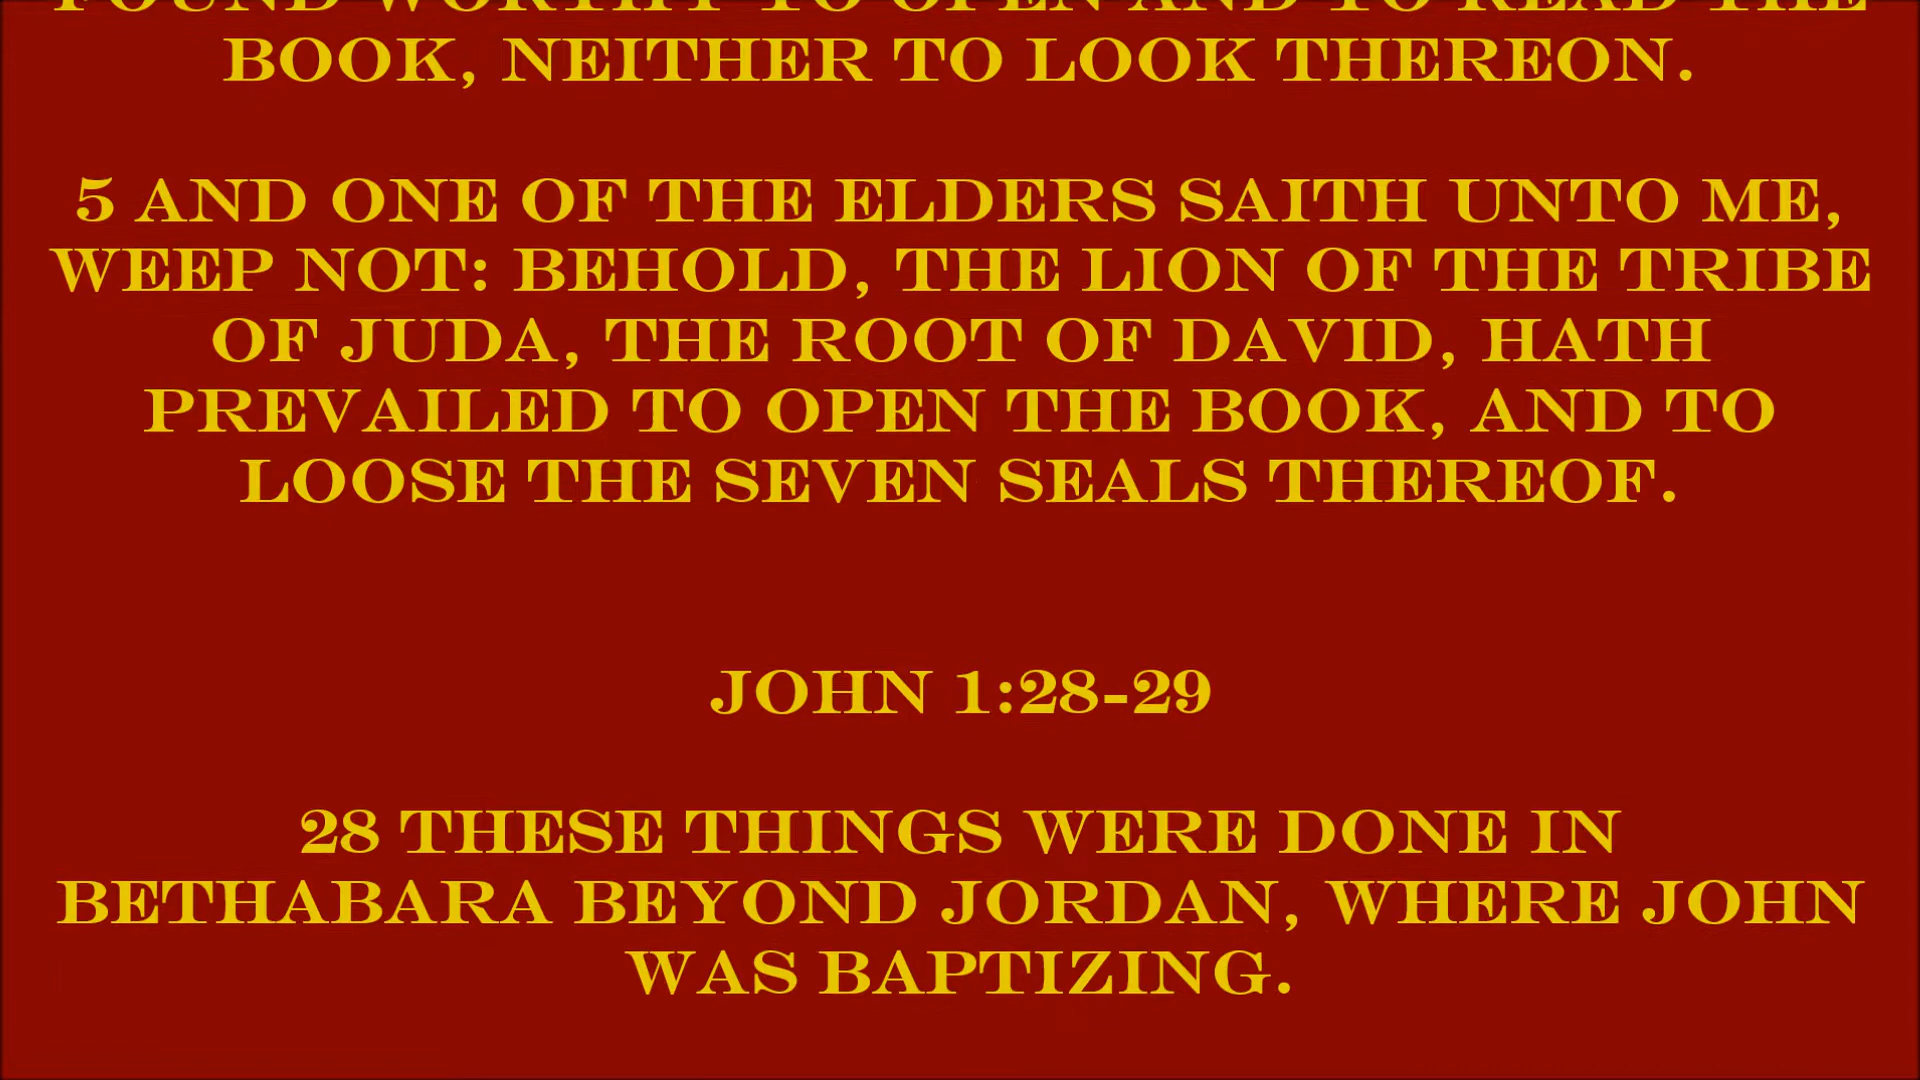 FOUND WORTHY TO OPEN AND TO READ THE
BOOK, NEITHER TO LOOK THEREON.
5 AND ONE OF THE ELDERS SAITH UNTO ME,
WEEP NOT: BEHOLD, THE LION OF THE TRIBE
OF JUDA, THE ROOT OF DAVID, HATH
PREVAILED TO OPEN THE BOOK, AND TO
LOOSE THE SEVEN SEALS THEREOF.
JOHN 1:28-29
28 THESE THINGS WERE DONE IN
BETHABARA BEYOND JORDAN, WHERE JOHN
WAS BAPTIZING.